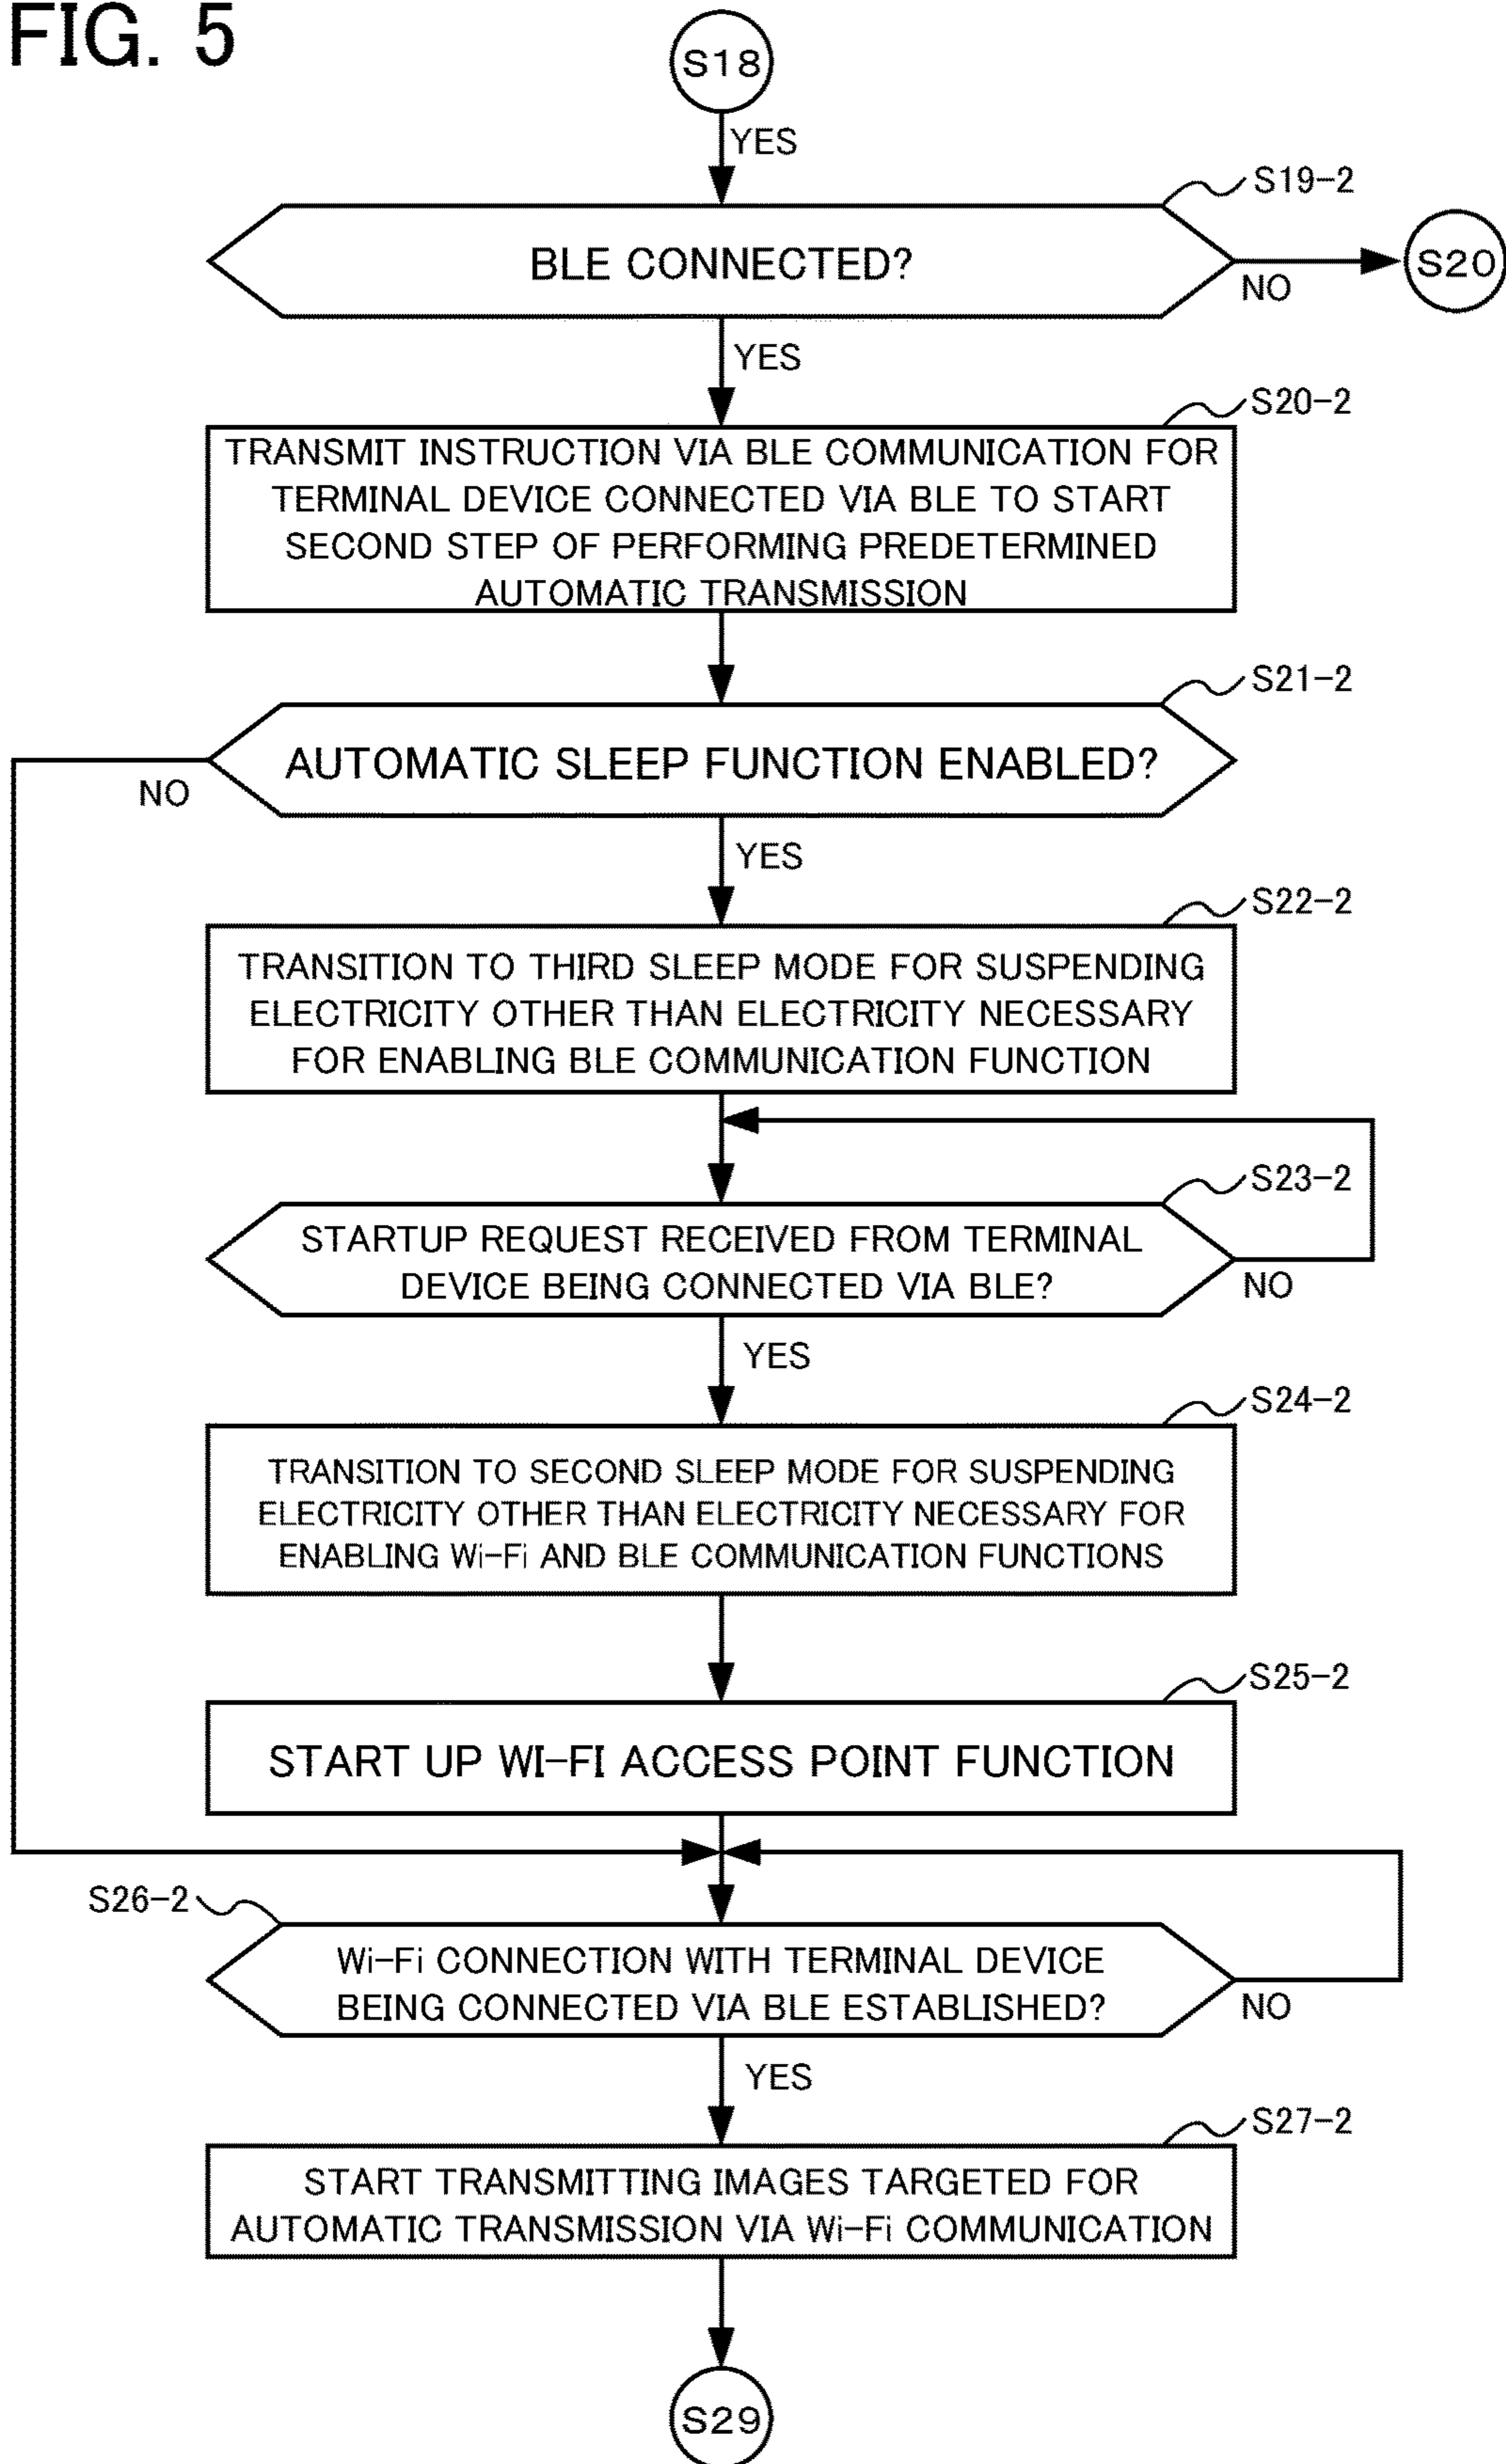 FIG. 5
S18
YES
S19-2
BLE CONNECTED?
S20
NO
YES
S20-2
TRANSMIT INSTRUCTION VIA BLE COMMUNICATION FOR
TERMINAL DEVICE CONNECTED VIA BLE TO START
SECOND STEP OF PERFORMING PREDETERMINED
AUTOMATIC TRANSMISSION
S21-2
AUTOMATIC SLEEP FUNCTION ENABLED?
NO
YES
S22-2
TRANSITION TO THIRD SLEEP MODE FOR SUSPENDING
ELECTRICITY OTHER THAN ELECTRICITY NECESSARY
FOR ENABLING BLE COMMUNICATION FUNCTION
S23-2
STARTUP REQUEST RECEIVED FROM TERMINAL
DEVICE BEING CONNECTED VIA BLE?
NO
YES
S24-2
TRANSITION TO SECOND SLEEP MODE FOR SUSPENDING
ELECTRICITY OTHER THAN ELECTRICITY NECESSARY FOR
ENABLING Wi-Fi AND BLE COMMUNICATION FUNCTIONS
S25-2
START UP WI-FI ACCESS POINT FUNCTION
S26-2
Wi-Fi CONNECTION WITH TERMINAL DEVICE
BEING CONNECTED VIA BLE ESTABLISHED?
NO
YES
S27-2
START TRANSMITTING IMAGES TARGETED FOR
AUTOMATIC TRANSMISSION VIA Wi-Fi COMMUNICATION
S29